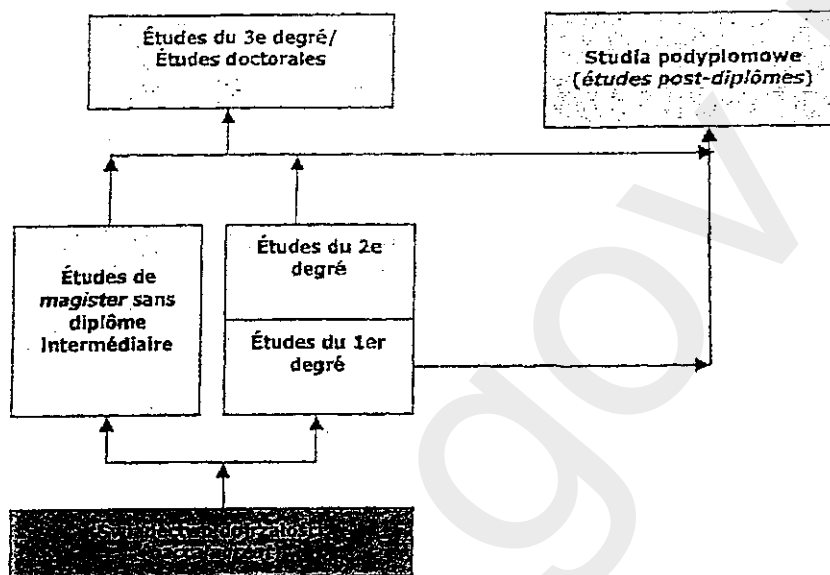 Études du 3e degré/
Études doctorales
Studia podyplomowe
(études post-diplômes)
Études de
magister sans
diplôme
Intermédiaire
Études du 2e
degré
Études du 1er
degré
gov